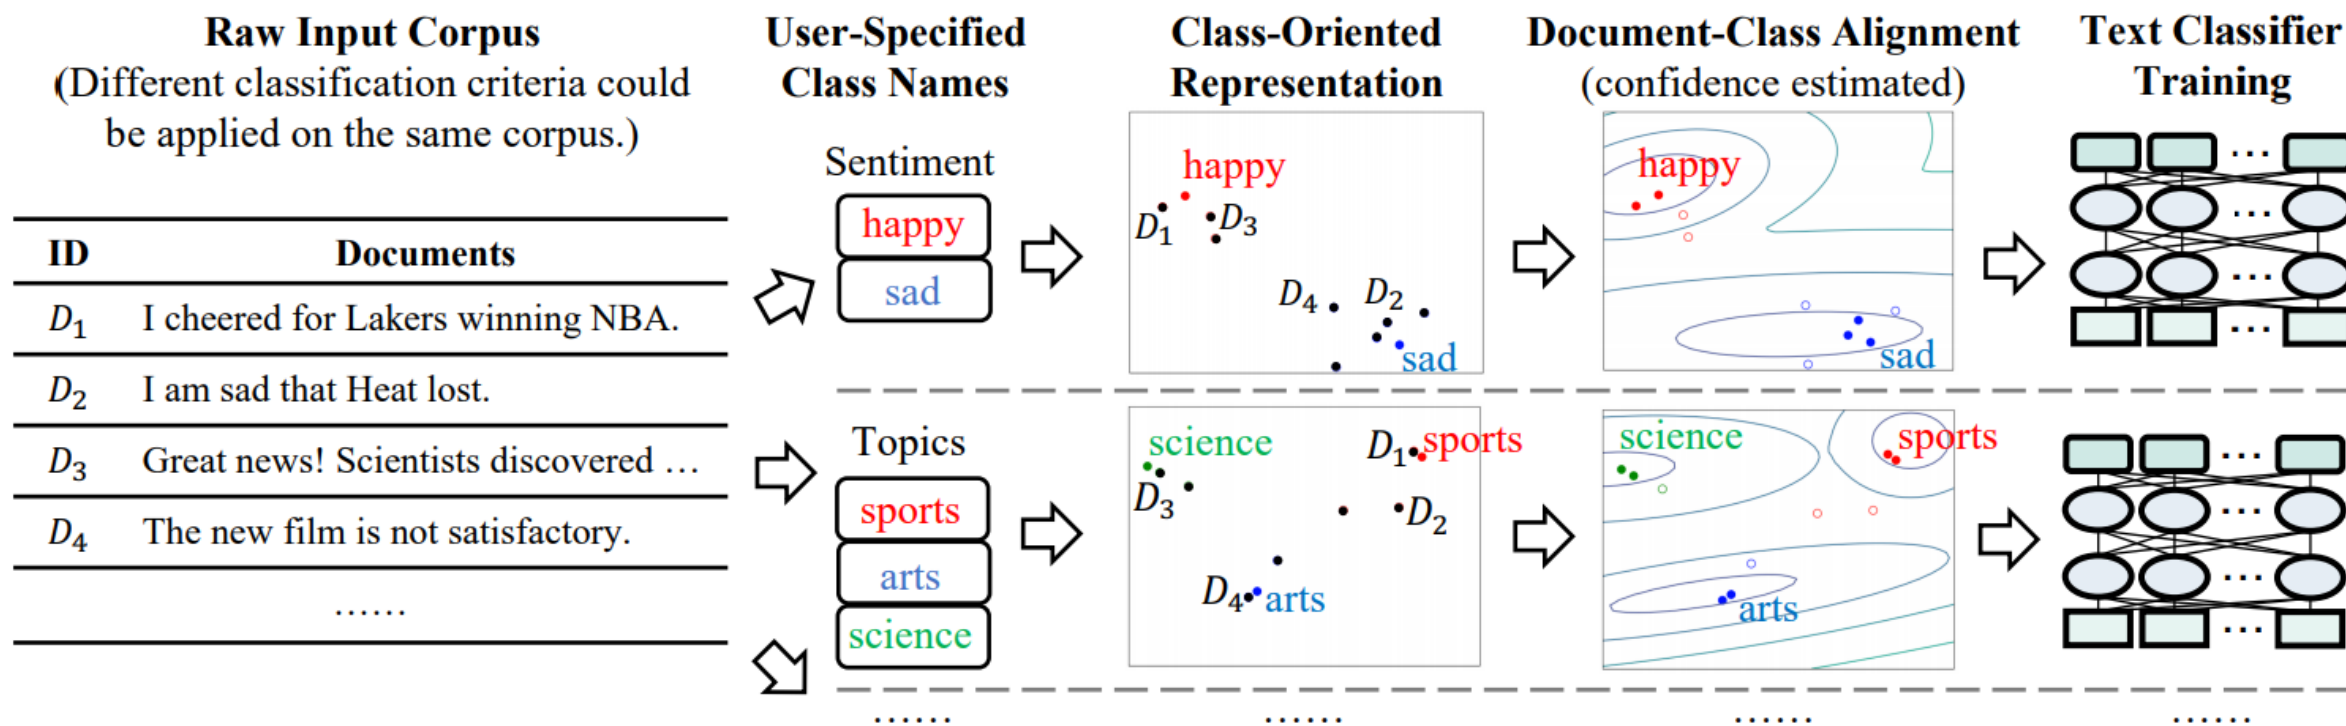 Raw Input Corpus
(Different classification criteria could
be applied on the same corpus.)
ID Documents
D1 I cheered for Lakers winning NBA.
D2 I am sad that Heat lost.
D3 Great news! Scientists discovered …
D4 The new film is not satisfactory.
……
User-Specified
Class Names
Sentiment
happy
sad
Topics
sports
arts
science
……
Class-Oriented
Representation
happy
D1
D3
D4
D2
sad
science
D1
sports
D3
D2
D4
arts
……
Document-Class Alignment
(confidence estimated)
happy
sad
science
sports
arts
……
Text Classifier
Training
...
...
...
...
...
...
...
...
……